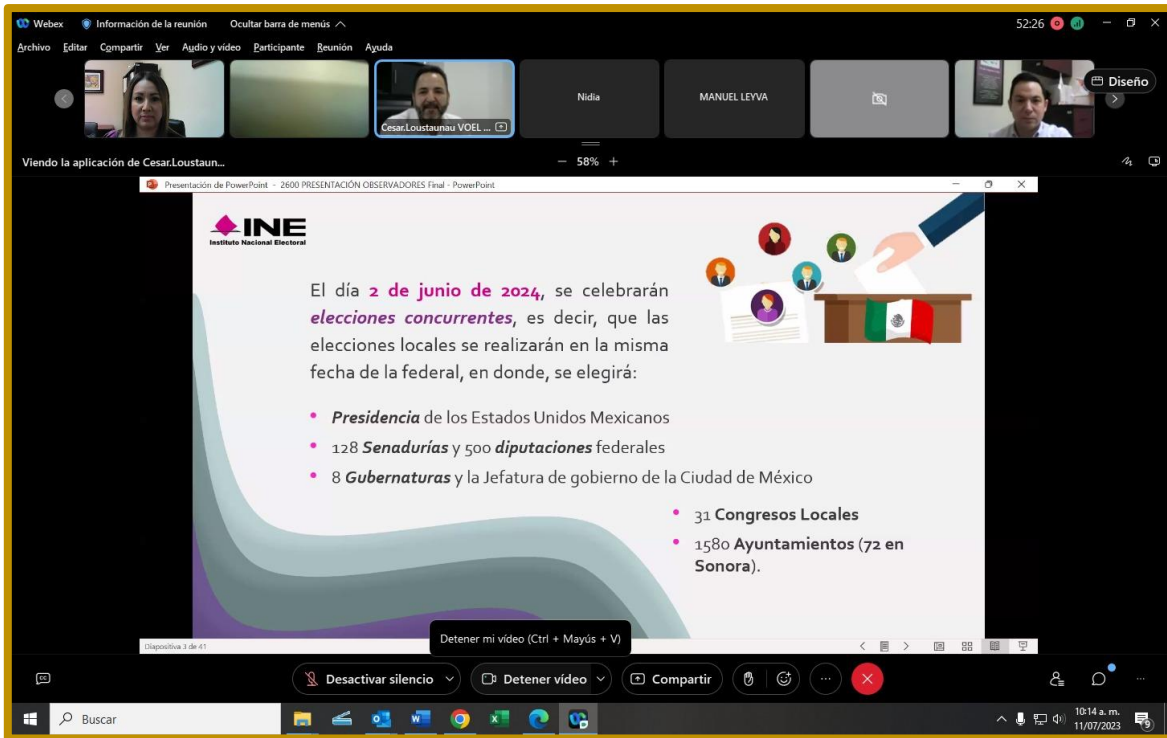 Webex
Información de la reunión
Ocultar barra de menús
52:26
Archivo Editar Compartir Ver Audio y vídeo Participante Reunión Ayuda
Cesar.Loustaunau VOEL ...
Nidia
MANUEL LEYVA
Diseño
Viendo la aplicación de Cesar.Loustaun...
58%
Presentación de PowerPoint - 2600 PRESENTACIÓN OBSERVADORES Final - PowerPoint
INE
Instituto Nacional Electoral
El día 2 de junio de 2024, se celebrarán
elecciones concurrentes, es decir, que las
elecciones locales se realizarán en la misma
fecha de la federal, en donde, se elegirá:
• Presidencia de los Estados Unidos Mexicanos
• 128 Senadurías y 500 diputaciones federales
• 8 Gubernaturas y la Jefatura de gobierno de la Ciudad de México
• 31 Congresos Locales
• 1580 Ayuntamientos (72 en
Sonora).
Detener mi vídeo (Ctrl + Mayús + V)
Diapositiva 3 de 41
Desactivar silencio
Detener vídeo
Compartir
Buscar
10:14 a. m.
11/07/2023